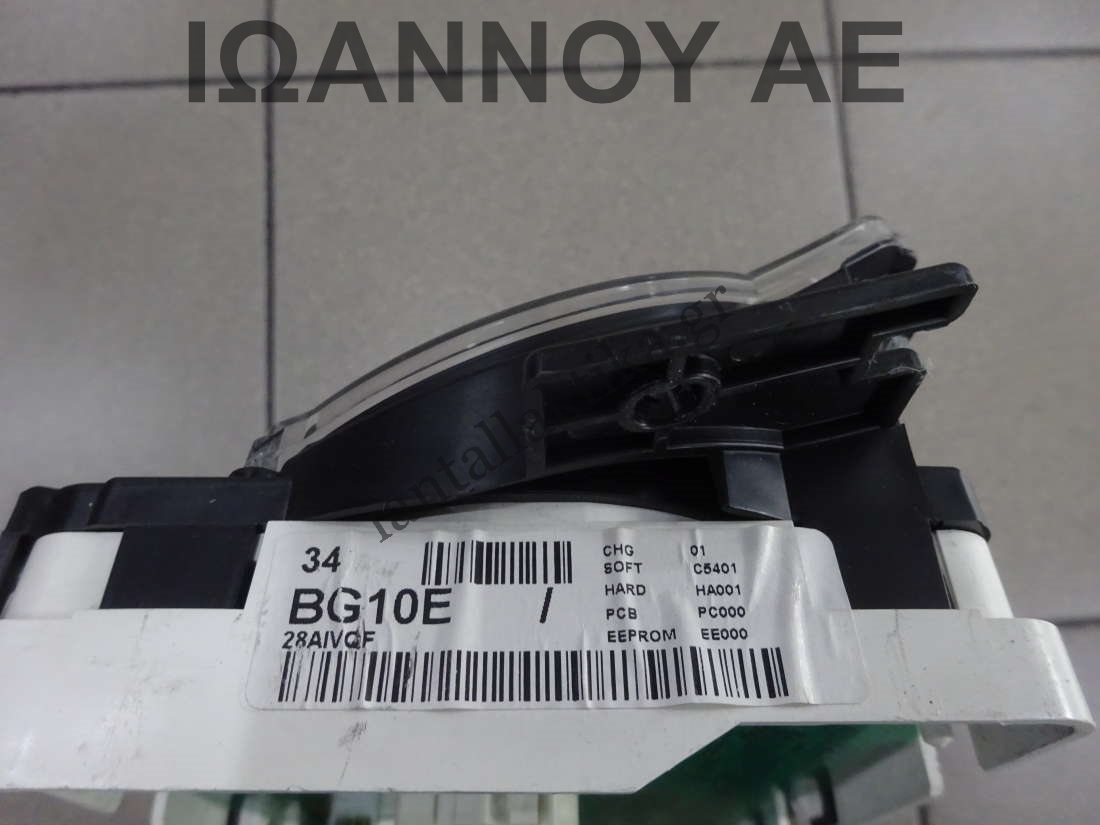 ΙΩΑΝΝΟΥ ΑΕ
34
BG10E /
28AIVQF
CHG 01
SOFT C5401
HARD HA001
PCB PC000
EEPROM EE000